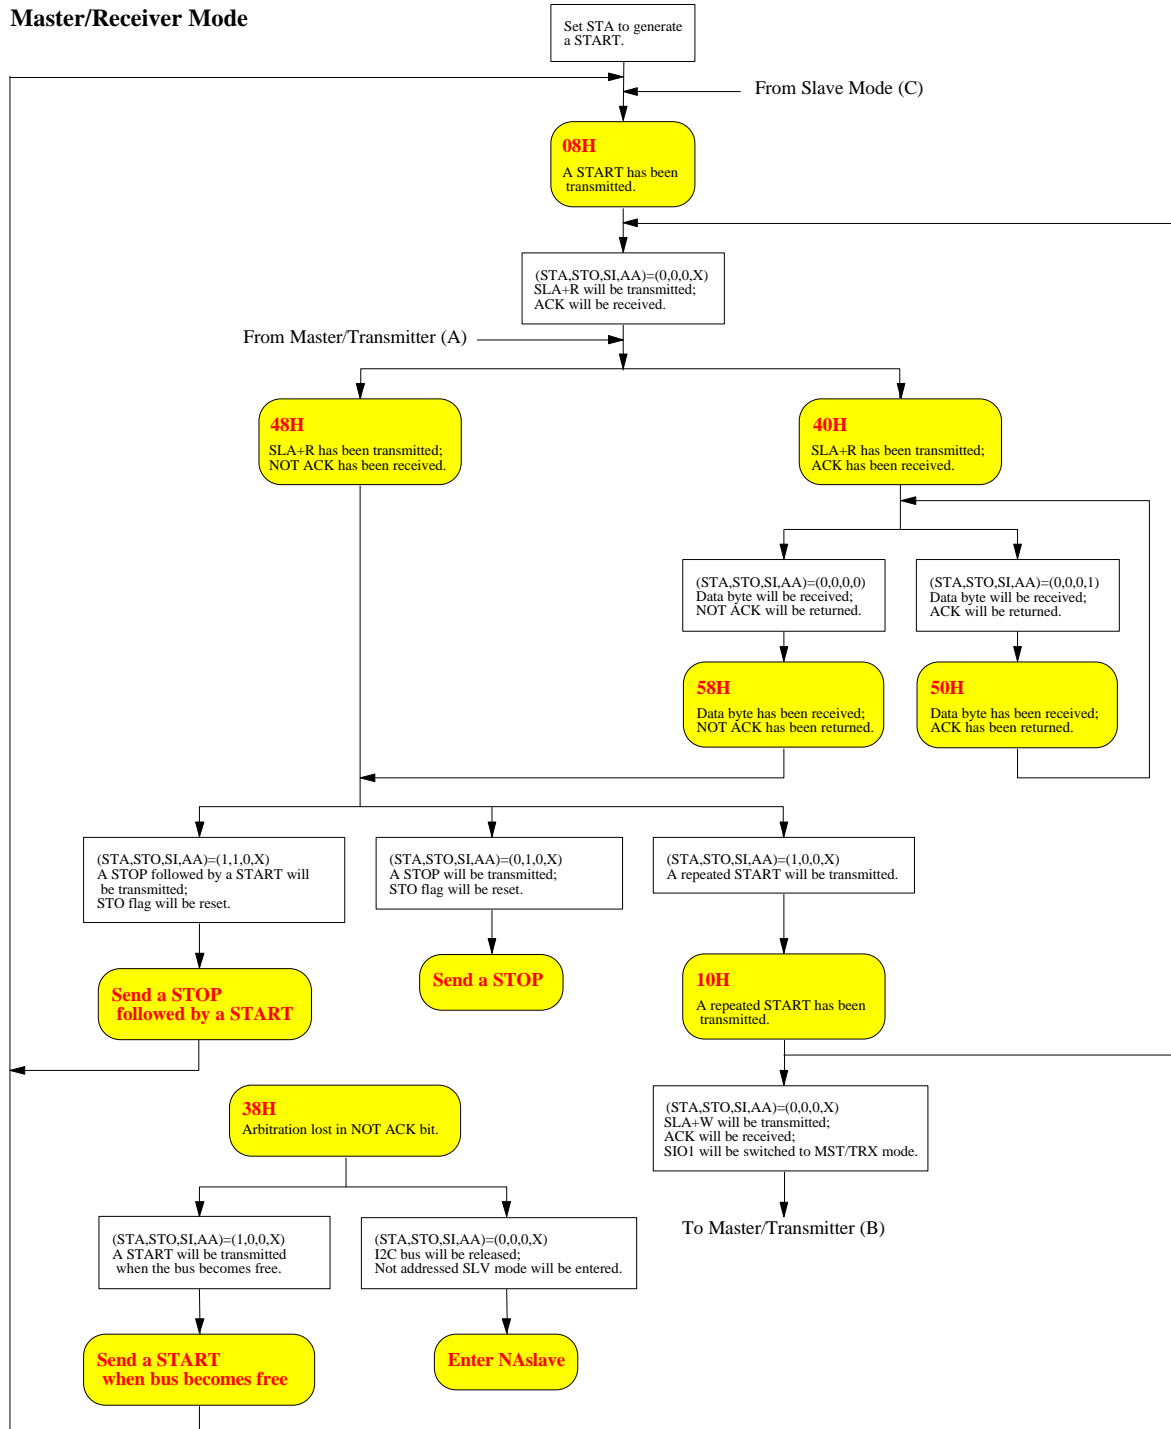 Master/Receiver Mode
Set STA to generate
a START.
From Slave Mode (C)
08H
A START has been
transmitted.
(STA,STO,SI,AA)=(0,0,0,X)
SLA+R will be transmitted;
ACK will be received.
From Master/Transmitter (A)
48H
SLA+R has been transmitted;
NOT ACK has been received.
40H
SLA+R has been transmitted;
ACK has been received.
(STA,STO,SI,AA)=(0,0,0,0)
Data byte will be received;
NOT ACK will be returned.
(STA,STO,SI,AA)=(0,0,0,1)
Data byte will be received;
ACK will be returned.
58H
Data byte has been received;
NOT ACK has been returned.
50H
Data byte has been received;
ACK has been returned.
(STA,STO,SI,AA)=(1,1,0,X)
A STOP followed by a START will
be transmitted;
STO flag will be reset.
(STA,STO,SI,AA)=(0,1,0,X)
A STOP will be transmitted;
STO flag will be reset.
(STA,STO,SI,AA)=(1,0,0,X)
A repeated START will be transmitted.
Send a STOP
followed by a START
Send a STOP
10H
A repeated START has been
transmitted.
38H
Arbitration lost in NOT ACK bit.
(STA,STO,SI,AA)=(0,0,0,X)
SLA+W will be transmitted;
ACK will be received;
SIO1 will be switched to MST/TRX mode.
To Master/Transmitter (B)
(STA,STO,SI,AA)=(1,0,0,X)
A START will be transmitted
when the bus becomes free.
(STA,STO,SI,AA)=(0,0,0,X)
I2C bus will be released;
Not addressed SLV mode will be entered.
Send a START
when bus becomes free
Enter NAslave